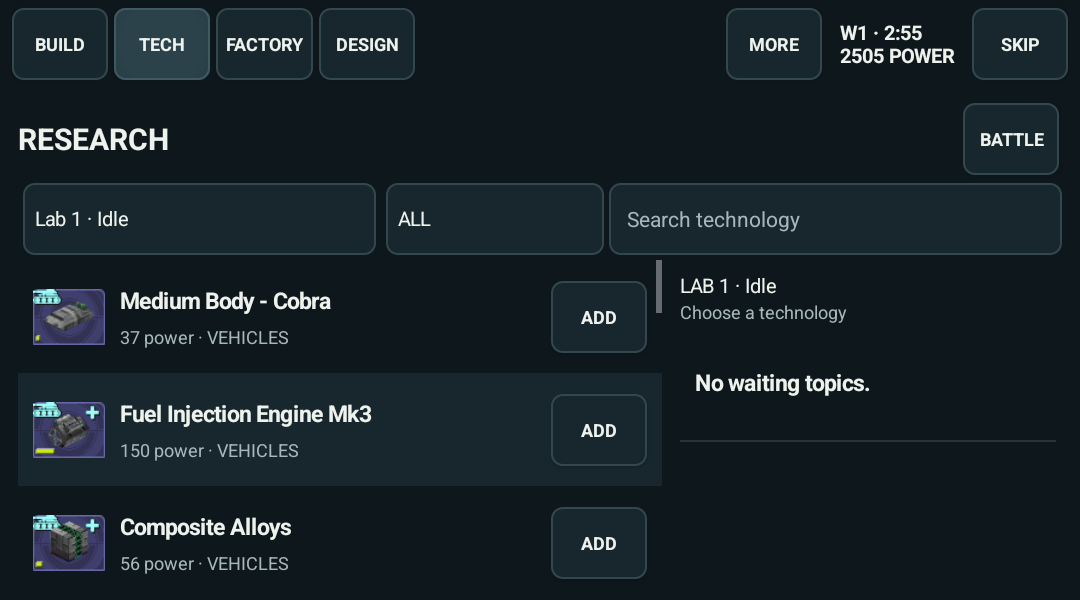 BUILD
TECH
FACTORY
DESIGN
MORE
W1 · 2:55
2505 POWER
SKIP
RESEARCH
BATTLE
Lab 1 · Idle
ALL
Search technology
Medium Body - Cobra
37 power · VEHICLES
ADD
Fuel Injection Engine Mk3
150 power · VEHICLES
ADD
Composite Alloys
56 power · VEHICLES
ADD
LAB 1 · Idle
Choose a technology
No waiting topics.